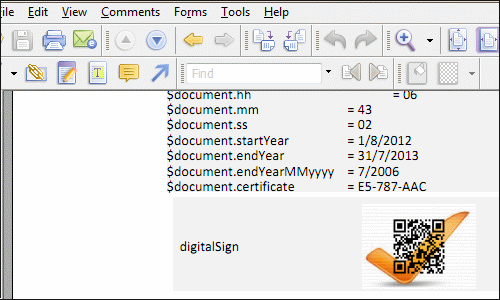 File Edit View Comments Forms Tools Help
Find
$document.hh = 06
$document.mm = 43
$document.ss = 02
$document.startYear = 1/8/2012
$document.endYear = 31/7/2013
$document.endYearMMyyyy = 7/2006
$document.certificate = E5-787-AAC
digitalSign